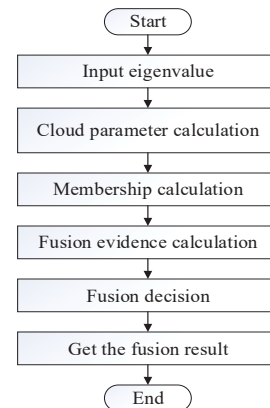 Start
Input eigenvalue
Cloud parameter calculation
Membership calculation
Fusion evidence calculation
Fusion decision
Get the fusion result
End